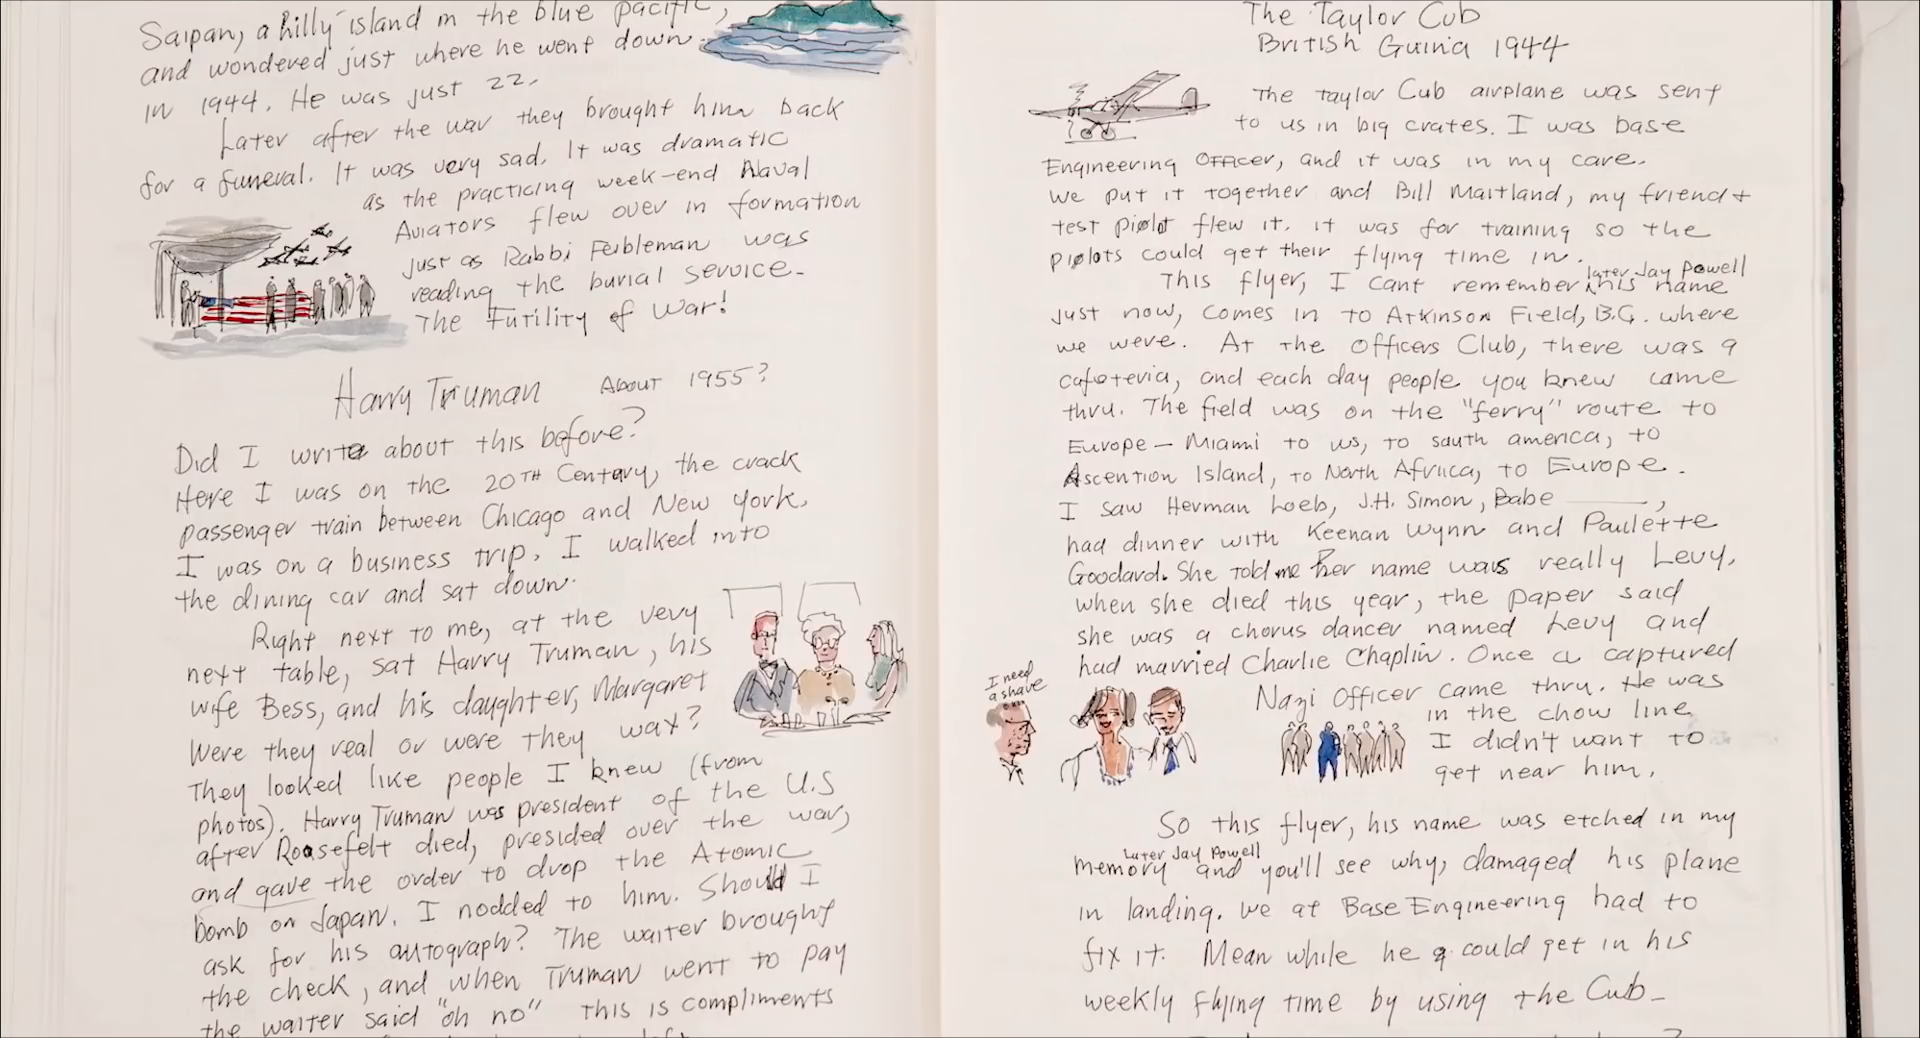 Saipan, a hilly island in the blue pacific,
and wondered just where he went down.
in 1944. He was just 22.
Later after the war they brought him back
for a funeral. It was very sad. It was dramatic
as the practicing week-end Naval
Aviators flew over in formation
just as Rabbi Feibleman was
reading the burial service.
The Futility of War!
Harry Truman About 1955?
Did I write about this before?
Here I was on the 20TH Century, the crack
passenger train between Chicago and New York.
I was on a business trip. I walked into
the dining car and sat down.
Right next to me, at the very
next table, sat Harry Truman, his
wife Bess, and his daughter, Margaret
Were they real or were they wax?
They looked like people I knew (from
photos). Harry Truman was president of the U.S
after Roosefelt died, presided over the war,
and gave the order to drop the Atomic
bomb on Japan. I nodded to him. Should I
ask for his autograph? The waiter brought
the check, and when Truman went to pay
the waiter said "oh no" this is compliments
The Taylor Cub
British Guina 1944
The Taylor Cub airplane was sent
to us in big crates. I was base
Engineering Officer, and it was in my care.
We put it together and Bill Maitland, my friend +
test pilot flew it. it was for training so the
pilots could get their flying time in.
later Jay Powell
This flyer, I cant remember his name
just now, comes in to Atkinson Field, B.G. where
we were. At the Officers Club, there was a
cafetevia, and each day people you knew came
thru. The field was on the "ferry" route to
Europe — Miami to us, to south america, to
Ascention Island, to North Africa, to Europe.
I saw Herman Loeb, J.H. Simon, Babe ———,
had dinner with Keenan Wynn and Paulette
Goodard. She told me her name was really Levy,
when she died this year, the paper said
she was a chorus dancer named Levy and
had married Charlie Chaplin. Once a captured
I need
a shave
Nazi Officer came thru. He was
in the chow line
I didn't want to
get near him.
So this flyer, his name was etched in my
Later Jay Powell
memory and you'll see why, damaged his plane
in landing. We at Base Engineering had to
fix it. Mean while he could get in his
weekly flying time by using the Cub-